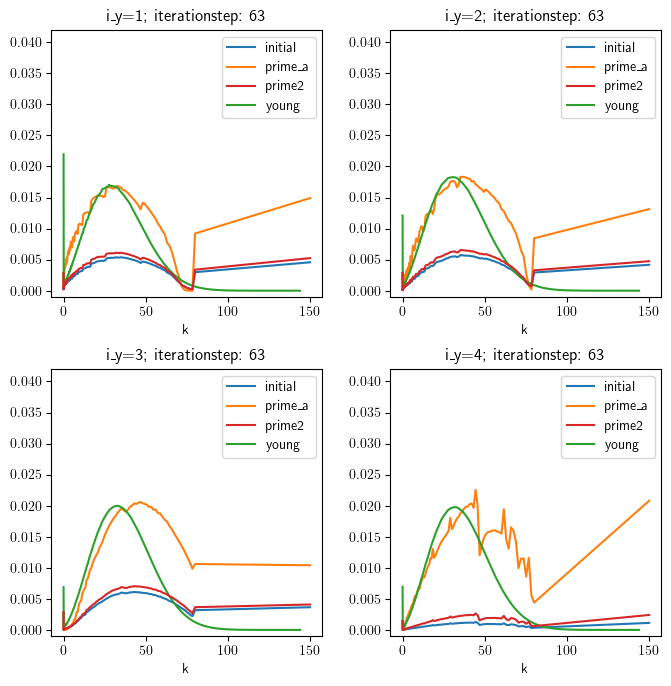 i_y=1; iterationstep: 63
0.040
0.035
0.030
0.025
0.020
0.015
0.010
0.005
0.000
initial
prime_a
prime2
young
0
50
100
150
k
i_y=2; iterationstep: 63
0.040
0.035
0.030
0.025
0.020
0.015
0.010
0.005
0.000
initial
prime_a
prime2
young
0
50
100
150
k
i_y=3; iterationstep: 63
0.040
0.035
0.030
0.025
0.020
0.015
0.010
0.005
0.000
initial
prime_a
prime2
young
0
50
100
150
k
i_y=4; iterationstep: 63
0.040
0.035
0.030
0.025
0.020
0.015
0.010
0.005
0.000
initial
prime_a
prime2
young
0
50
100
150
k